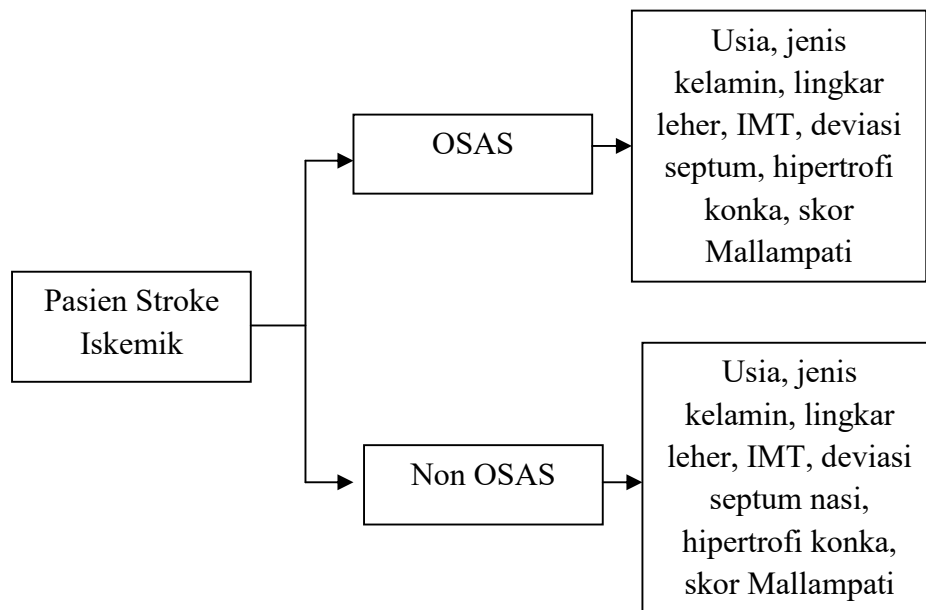 Usia, jenis
kelamin, lingkar
leher, IMT, deviasi
septum, hipertrofi
konka, skor
Mallampati
OSAS
Pasien Stroke
Iskemik
Usia, jenis
kelamin, lingkar
leher, IMT, deviasi
septum nasi,
hipertrofi konka,
skor Mallampati
Non OSAS